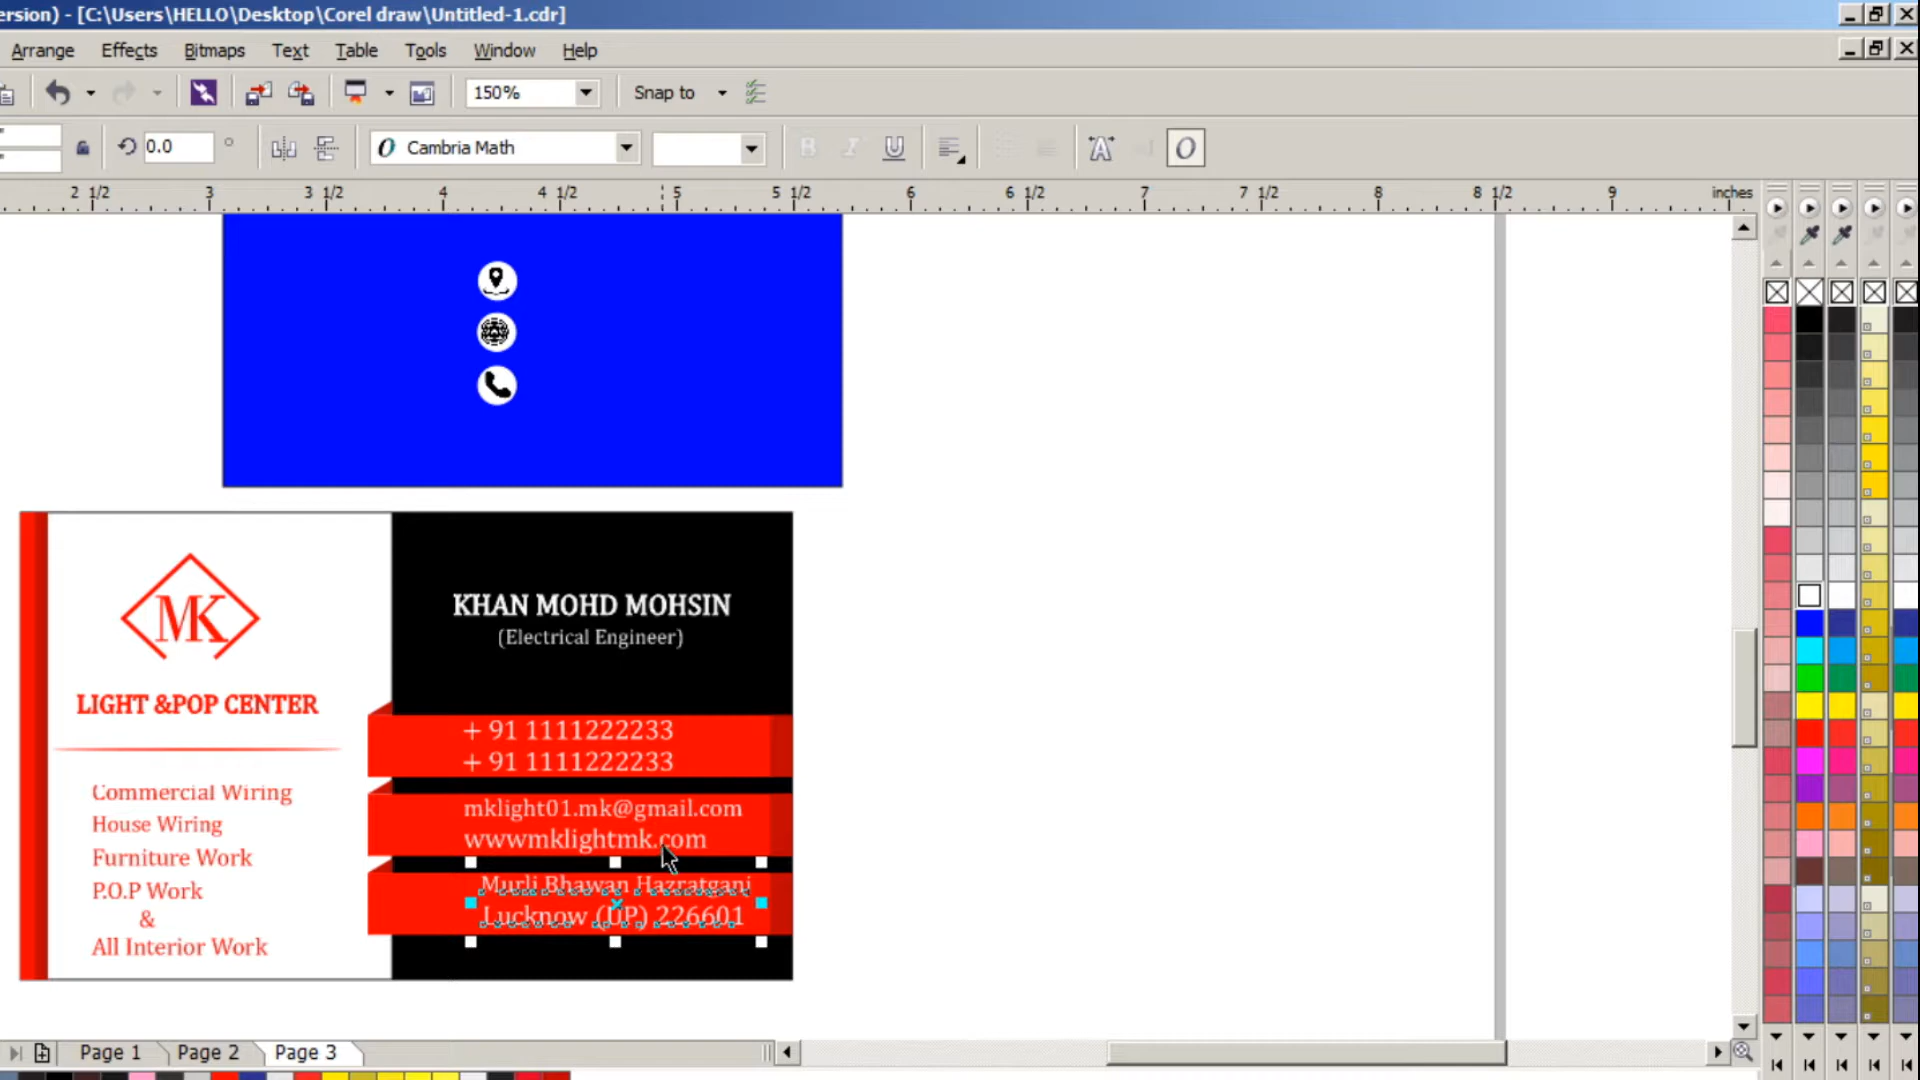 ersion) - [C:\Users\HELLO\Desktop\Corel draw\Untitled-1.cdr]
Arrange Effects Bitmaps Text Table Tools Window Help
150% Snap to
0.0 ° O Cambria Math
2 1/2 3 3 1/2 4 4 1/2 5 5 1/2 6 6 1/2 7 7 1/2 8 8 1/2 9 inches
MK
LIGHT &POP CENTER
Commercial Wiring
House Wiring
Furniture Work
P.O.P Work
&
All Interior Work
KHAN MOHD MOHSIN
(Electrical Engineer)
+ 91 1111222233
+ 91 1111222233
mklight01.mk@gmail.com
wwwmklightmk.com
Murli Bhawan Hazratganj
Lucknow (UP) 226601
Page 1 Page 2 Page 3